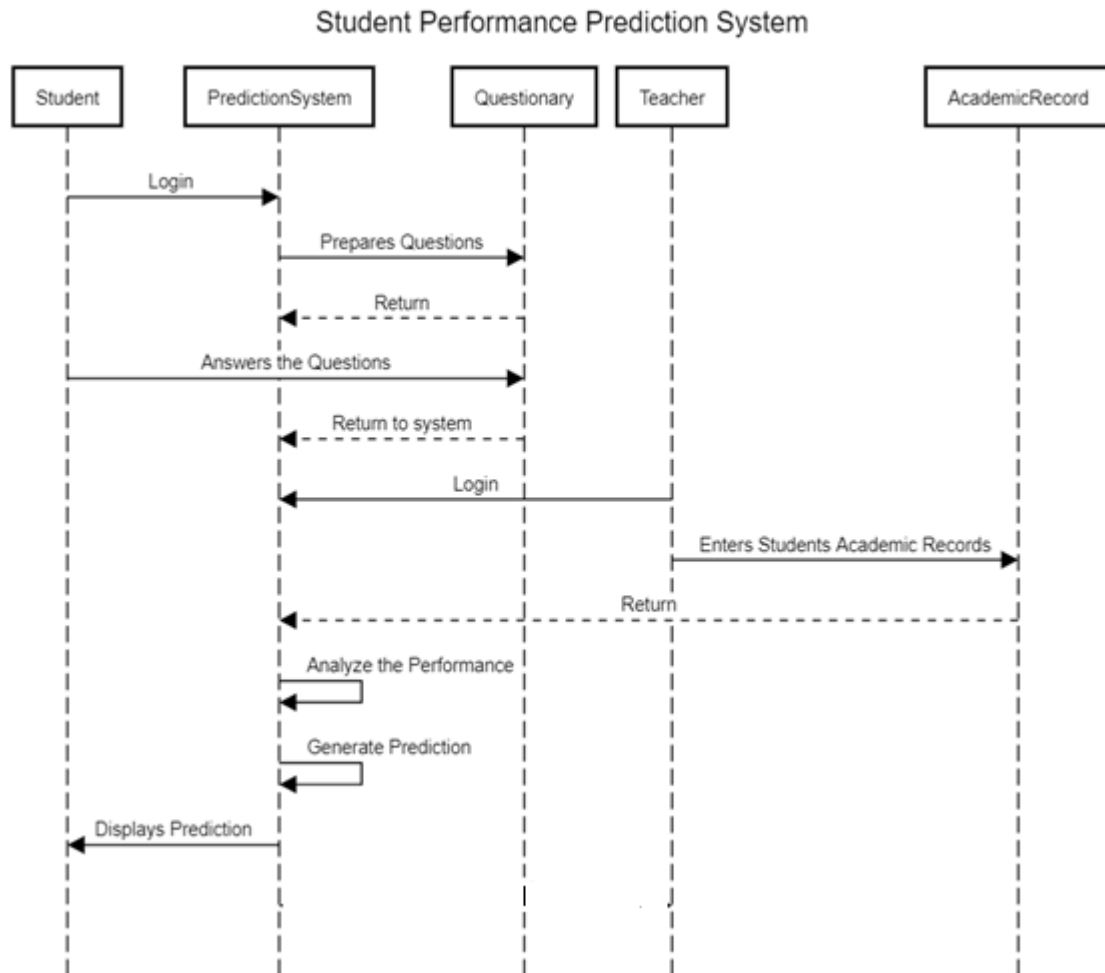 Student Performance Prediction System
Student
PredictionSystem
Questionary
Teacher
AcademicRecord
Login
Prepares Questions
Return
Answers the Questions
Return to system
Login
Enters Students Academic Records
Return
Analyze the Performance
Generate Prediction
Displays Prediction